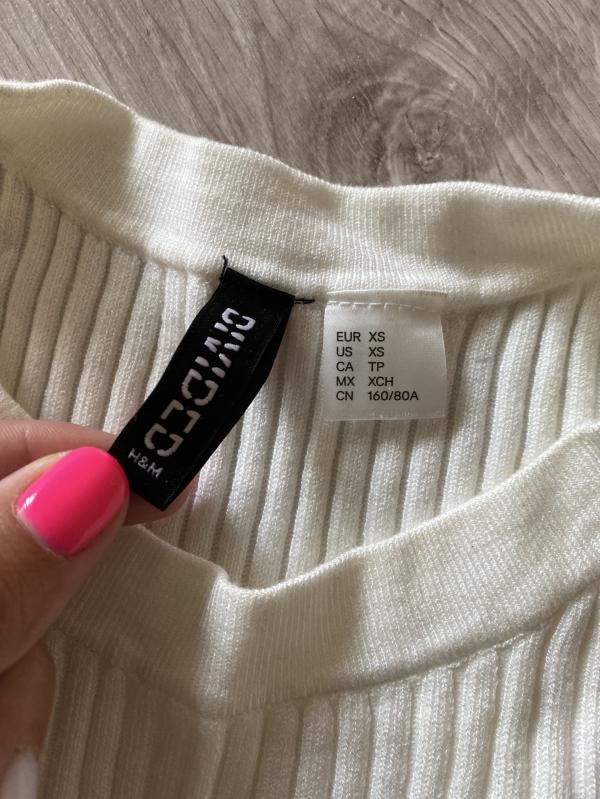 DIVIDED
H&M
EUR XS
US XS
CA TP
MX XCH
CN 160/80A